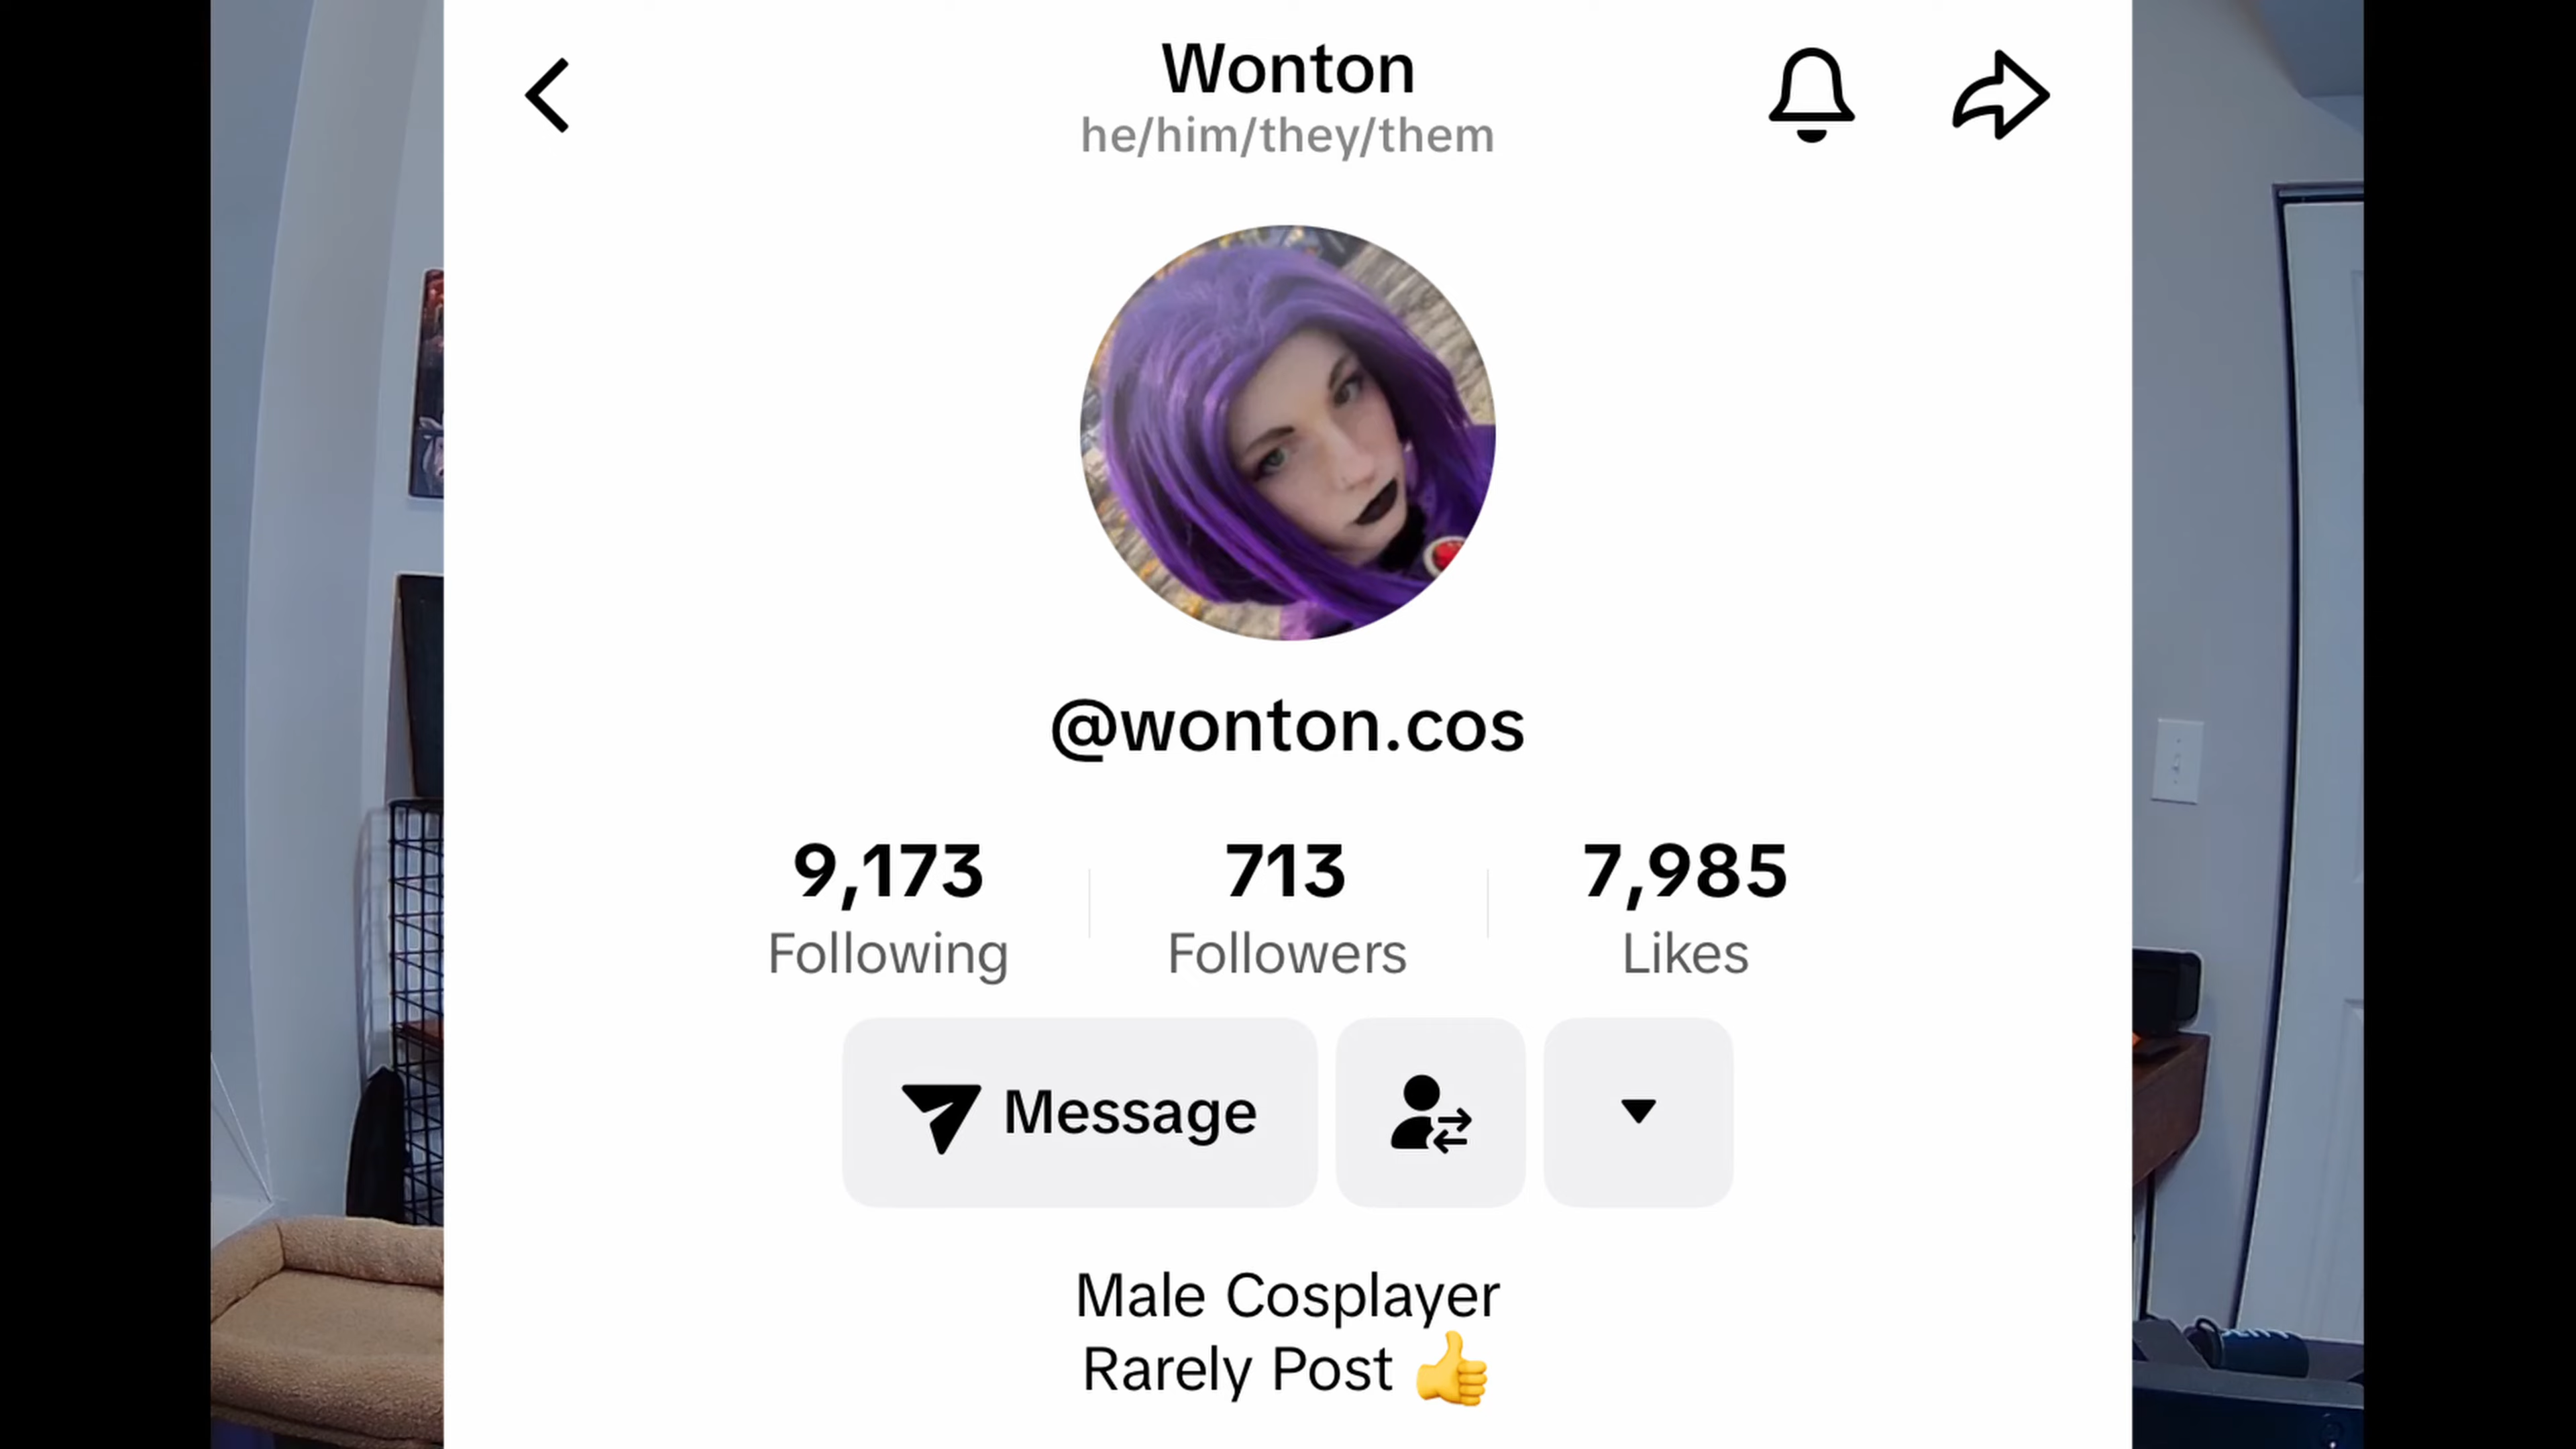 Wonton
he/him/they/them
@wonton.cos
9,173 713 7,985
Following Followers Likes
Message
Male Cosplayer
Rarely Post 👍